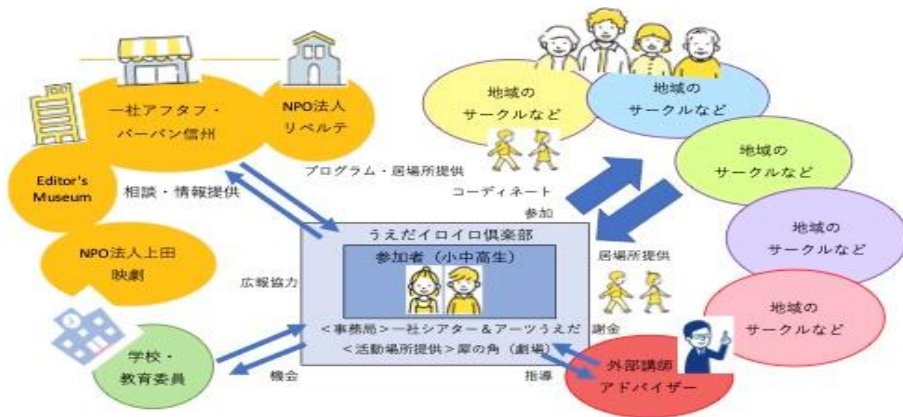 一社アフタフ・
バーバン信州
NPO法人
リベルテ
Editor's
Museum
相談・情報提供
NPO法人上田
映劇
学校・
教育委員
プログラム・居場所提供
コーディネート
参加
地域の
サークルなど
地域の
サークルなど
地域の
サークルなど
地域の
サークルなど
地域の
サークルなど
うえだイロイロ倶楽部
参加者（小中高生）
広報協力
居場所提供
＜事務局＞一社シアター＆アーツうえだ
＜活動場所提供＞犀の角（劇場）
謝金
機会
指導
外部講師
アドバイザー